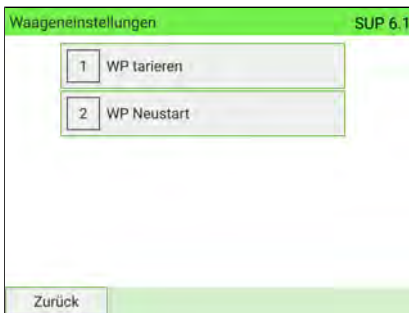 Waageneinstellungen SUP 6.1
1 WP tarieren
2 WP Neustart
Zurück